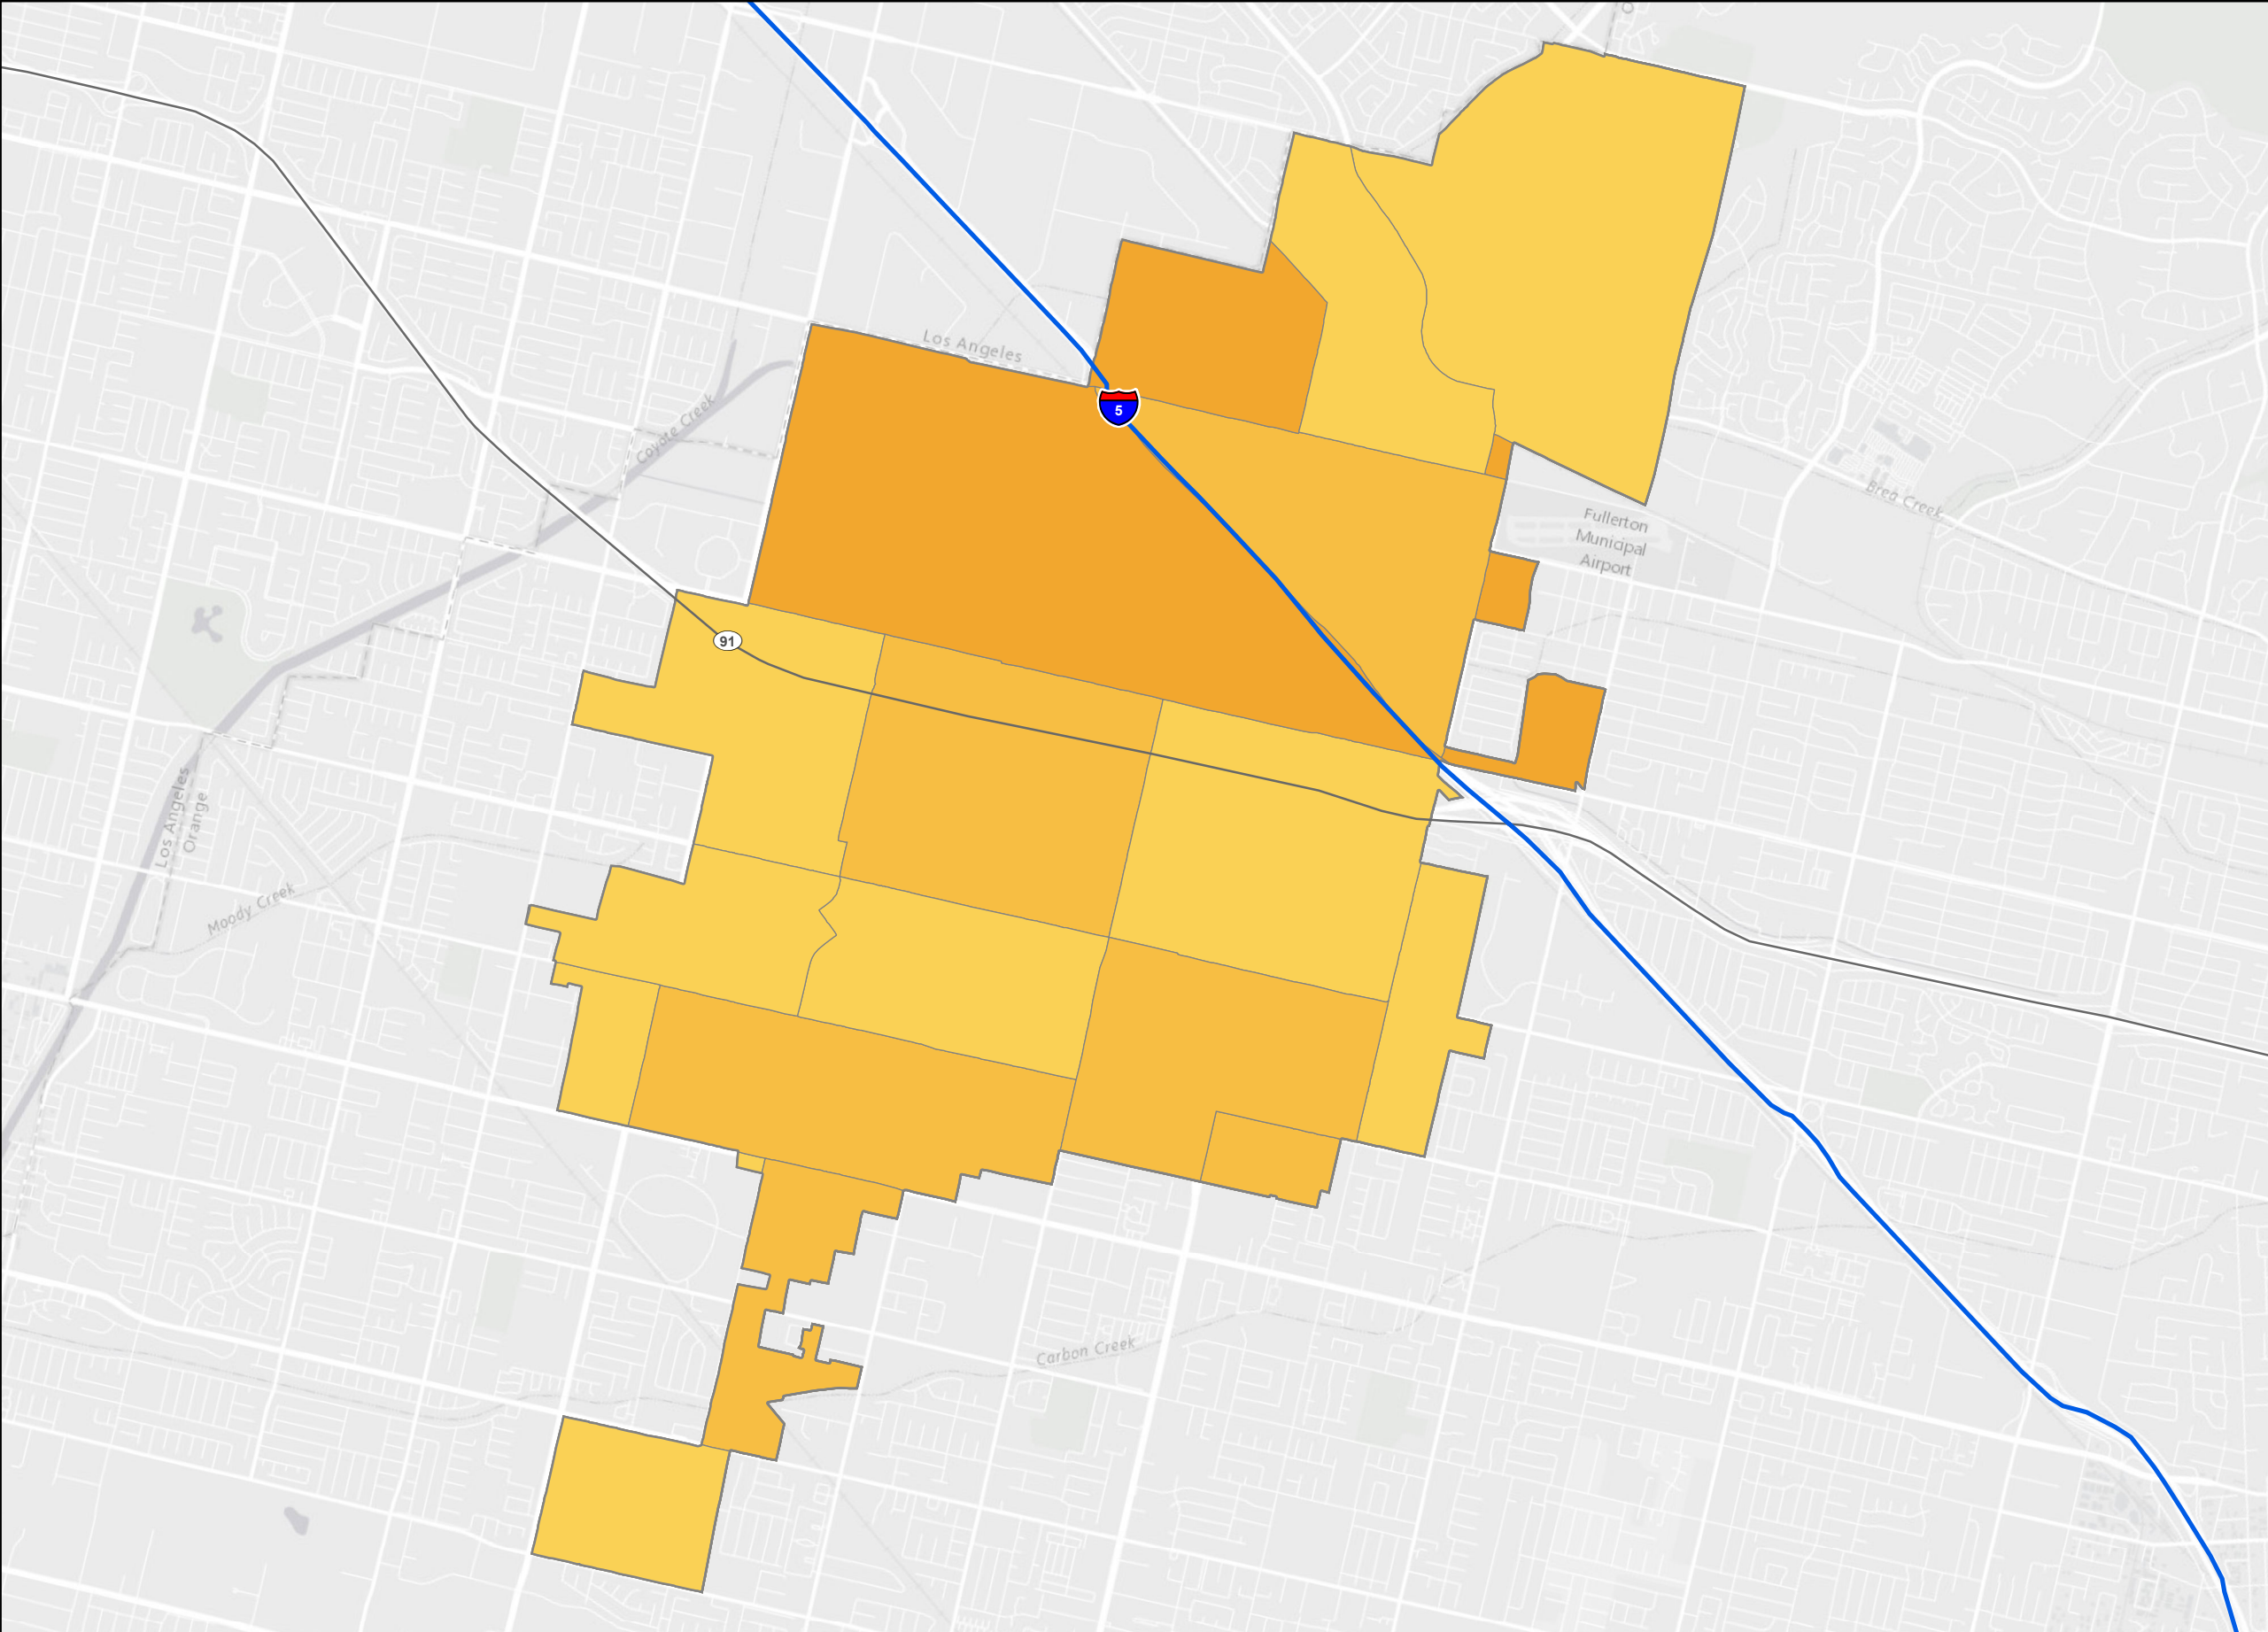 Los Angeles
5
Coyote Creek
Brea Creek
Fullerton
Municipal
Airport
91
Los Angeles
Orange
Moody Creek
Carbon Creek